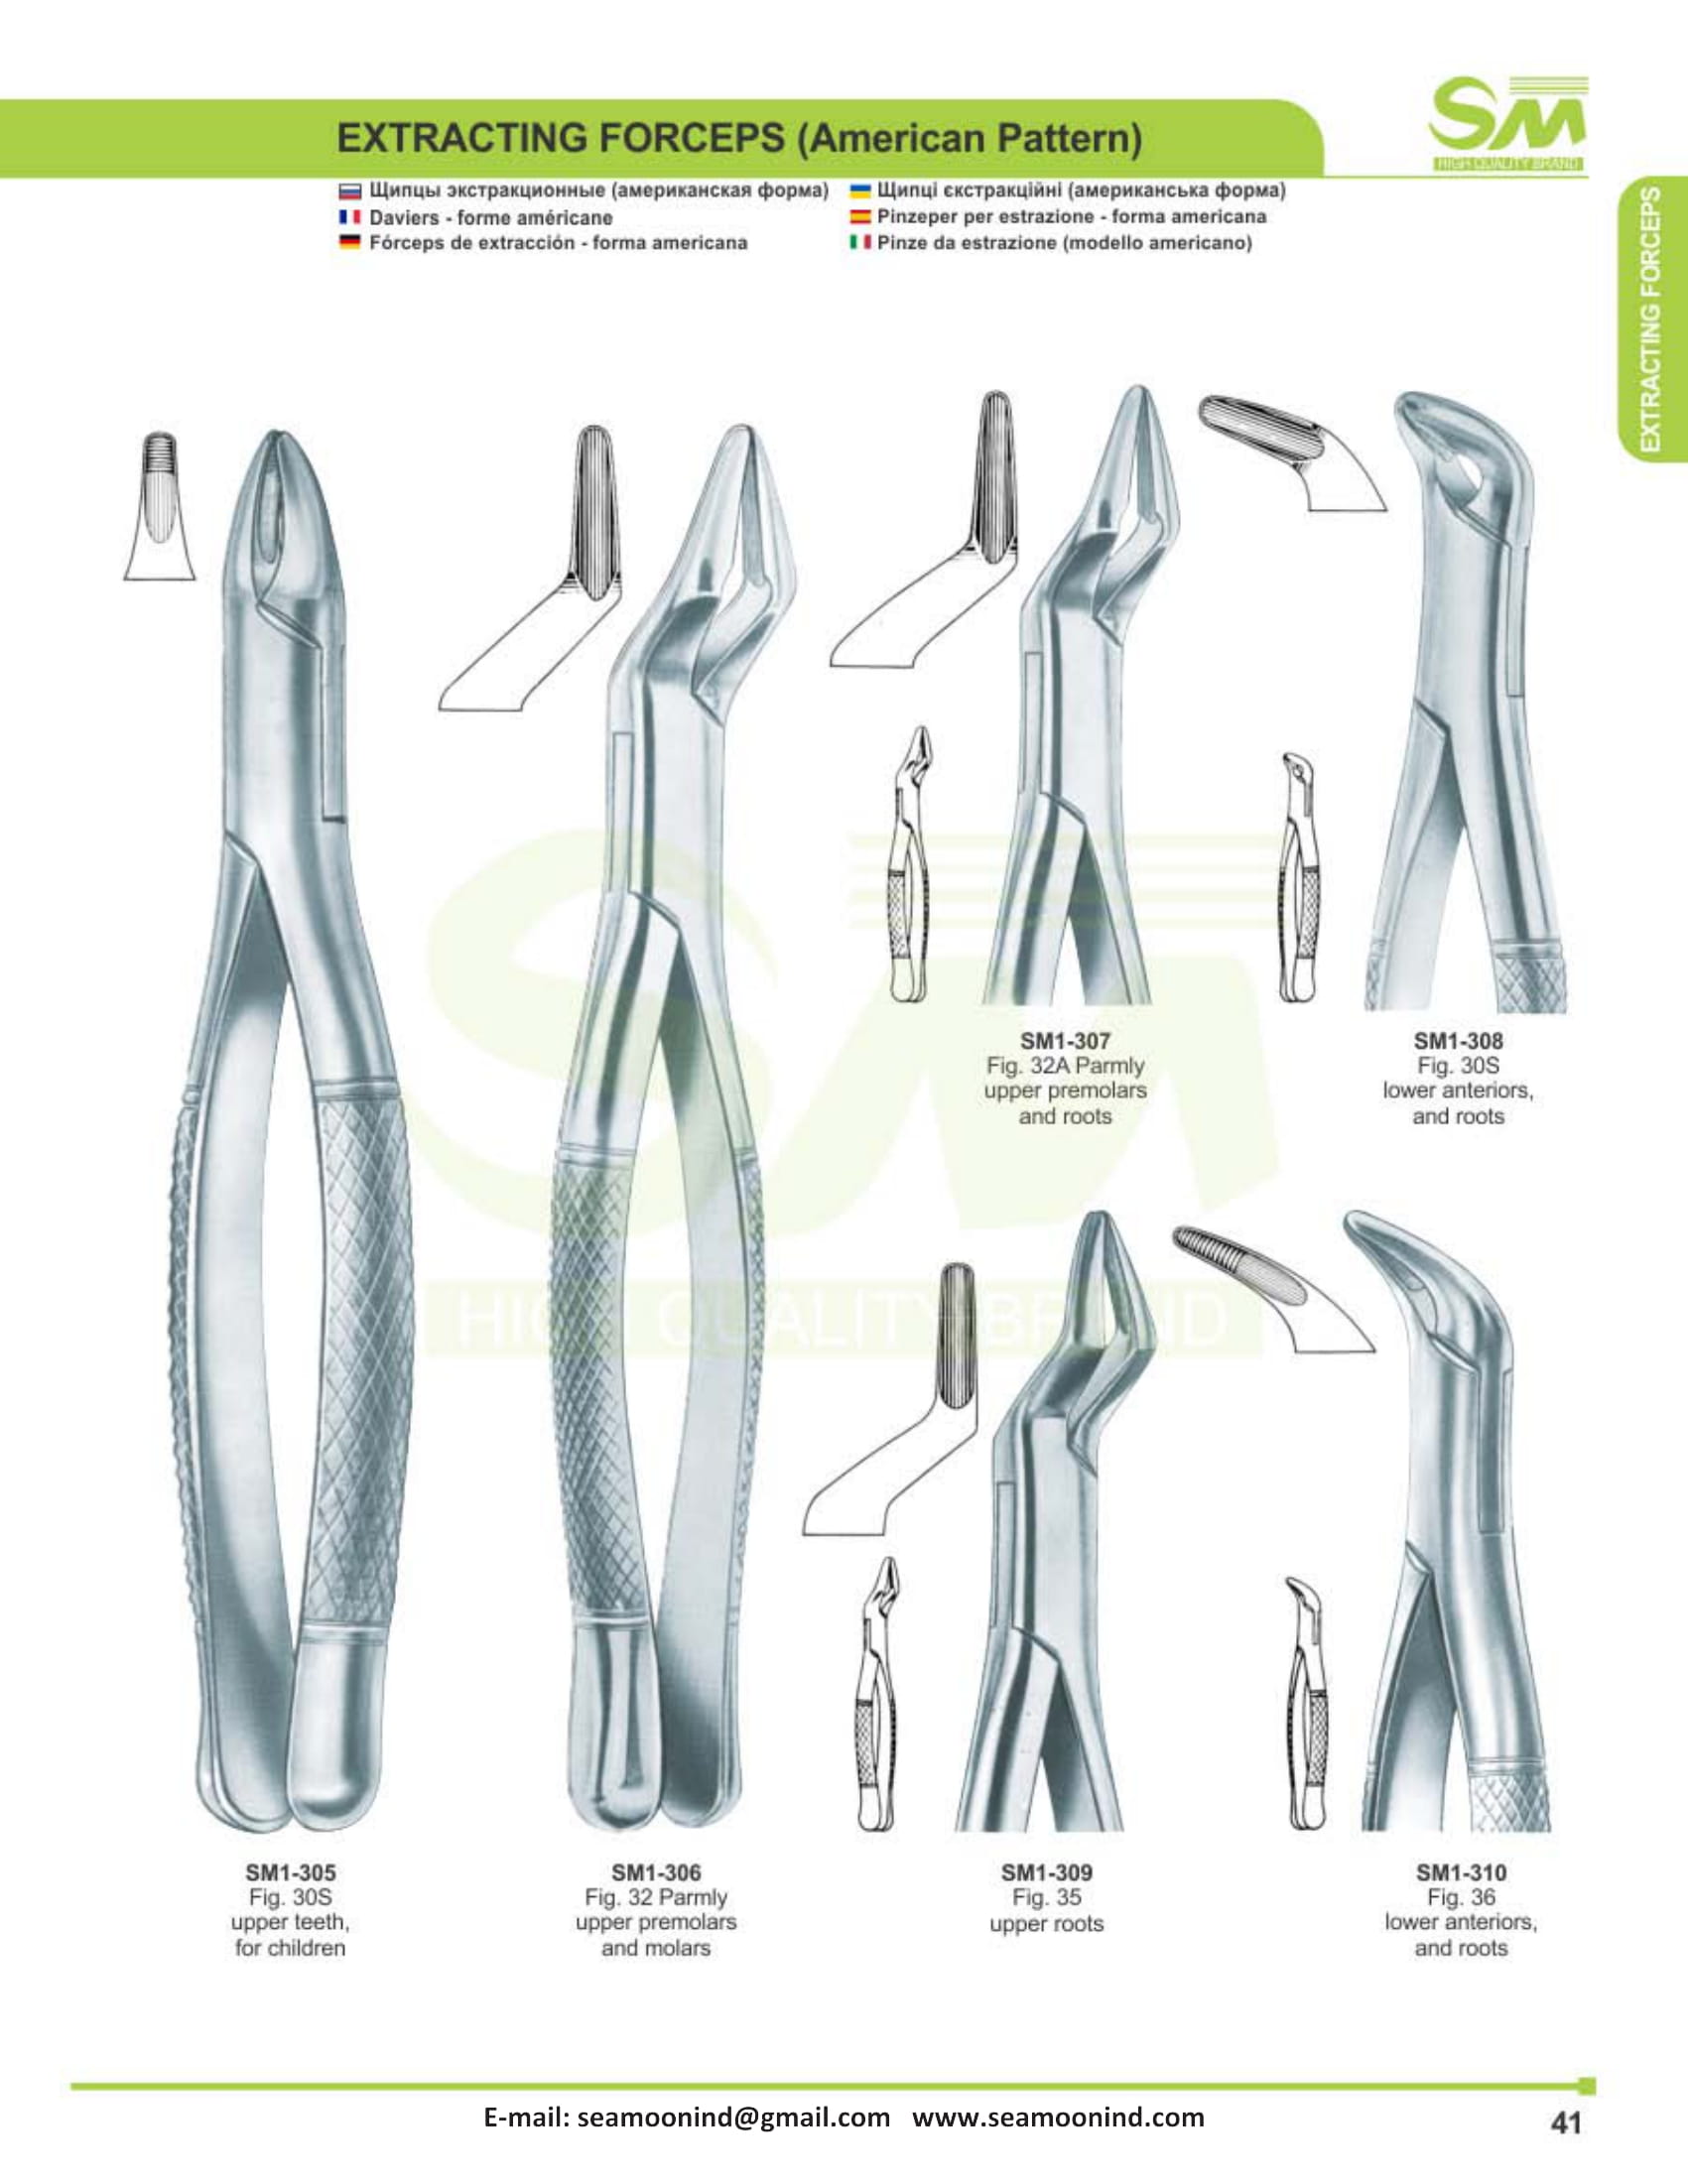 SM
HIGH QUALITY BRAND
EXTRACTING FORCEPS (American Pattern)
Щипцы экстракционные (американская форма)
Щипці єкстракційні (американська форма)
Daviers - forme américane
Pinzeper per estrazione - forma americana
Fórceps de extracción - forma americana
Pinze da estrazione (modello americano)
EXTRACTING FORCEPS
SM1-307
Fig. 32A Parmly
upper premolars
and roots
SM1-308
Fig. 30S
lower anteriors,
and roots
SM
HIGH QUALITY BRAND
SM1-305
Fig. 30S
upper teeth,
for children
SM1-306
Fig. 32 Parmly
upper premolars
and molars
SM1-309
Fig. 35
upper roots
SM1-310
Fig. 36
lower anteriors,
and roots
E-mail: seamoonind@gmail.com www.seamoonind.com
41